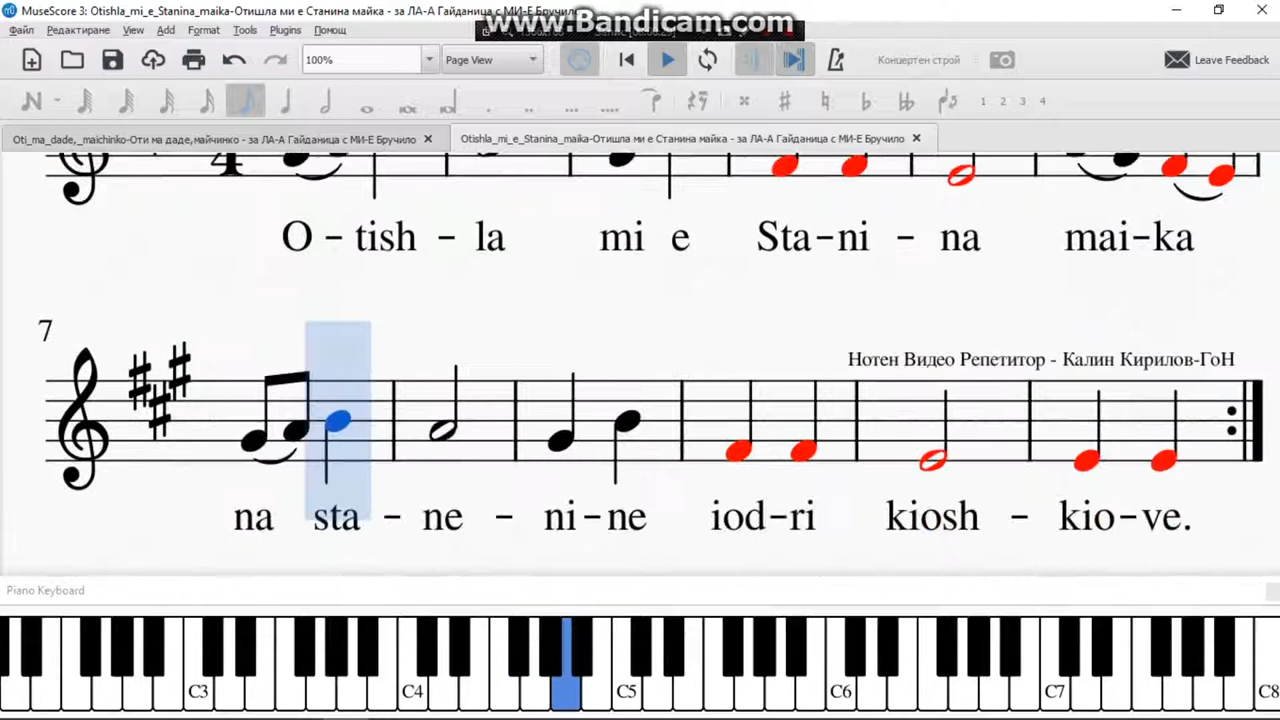 MuseScore 3: Otishla_mi_e_Stanina_maika-Отишла ми е Станина майка - за ЛА-А Гайданица с МИ-Е Бручило
www.Bandicam.com
Файл Редактиране View Add Format Tools Plugins Помощ
100% Page View Концертен строй Leave Feedback
1 2 3 4
Oti_ma_dade,_maichinko-Оти ма даде,майчинко - за ЛА-А Гайданица с МИ-Е Бручило Otishla_mi_e_Stanina_maika-Отишла ми е Станина майка - за ЛА-А Гайданица с МИ-Е Бручило
4
O - tish - la mi e Sta - ni - na mai - ka
7
Нотен Видео Репетитор - Калин Кирилов-ГоН
na sta - ne - ni - ne iod - ri kiosh - kio - ve.
Piano Keyboard
C3 C4 C5 C6 C7 C8